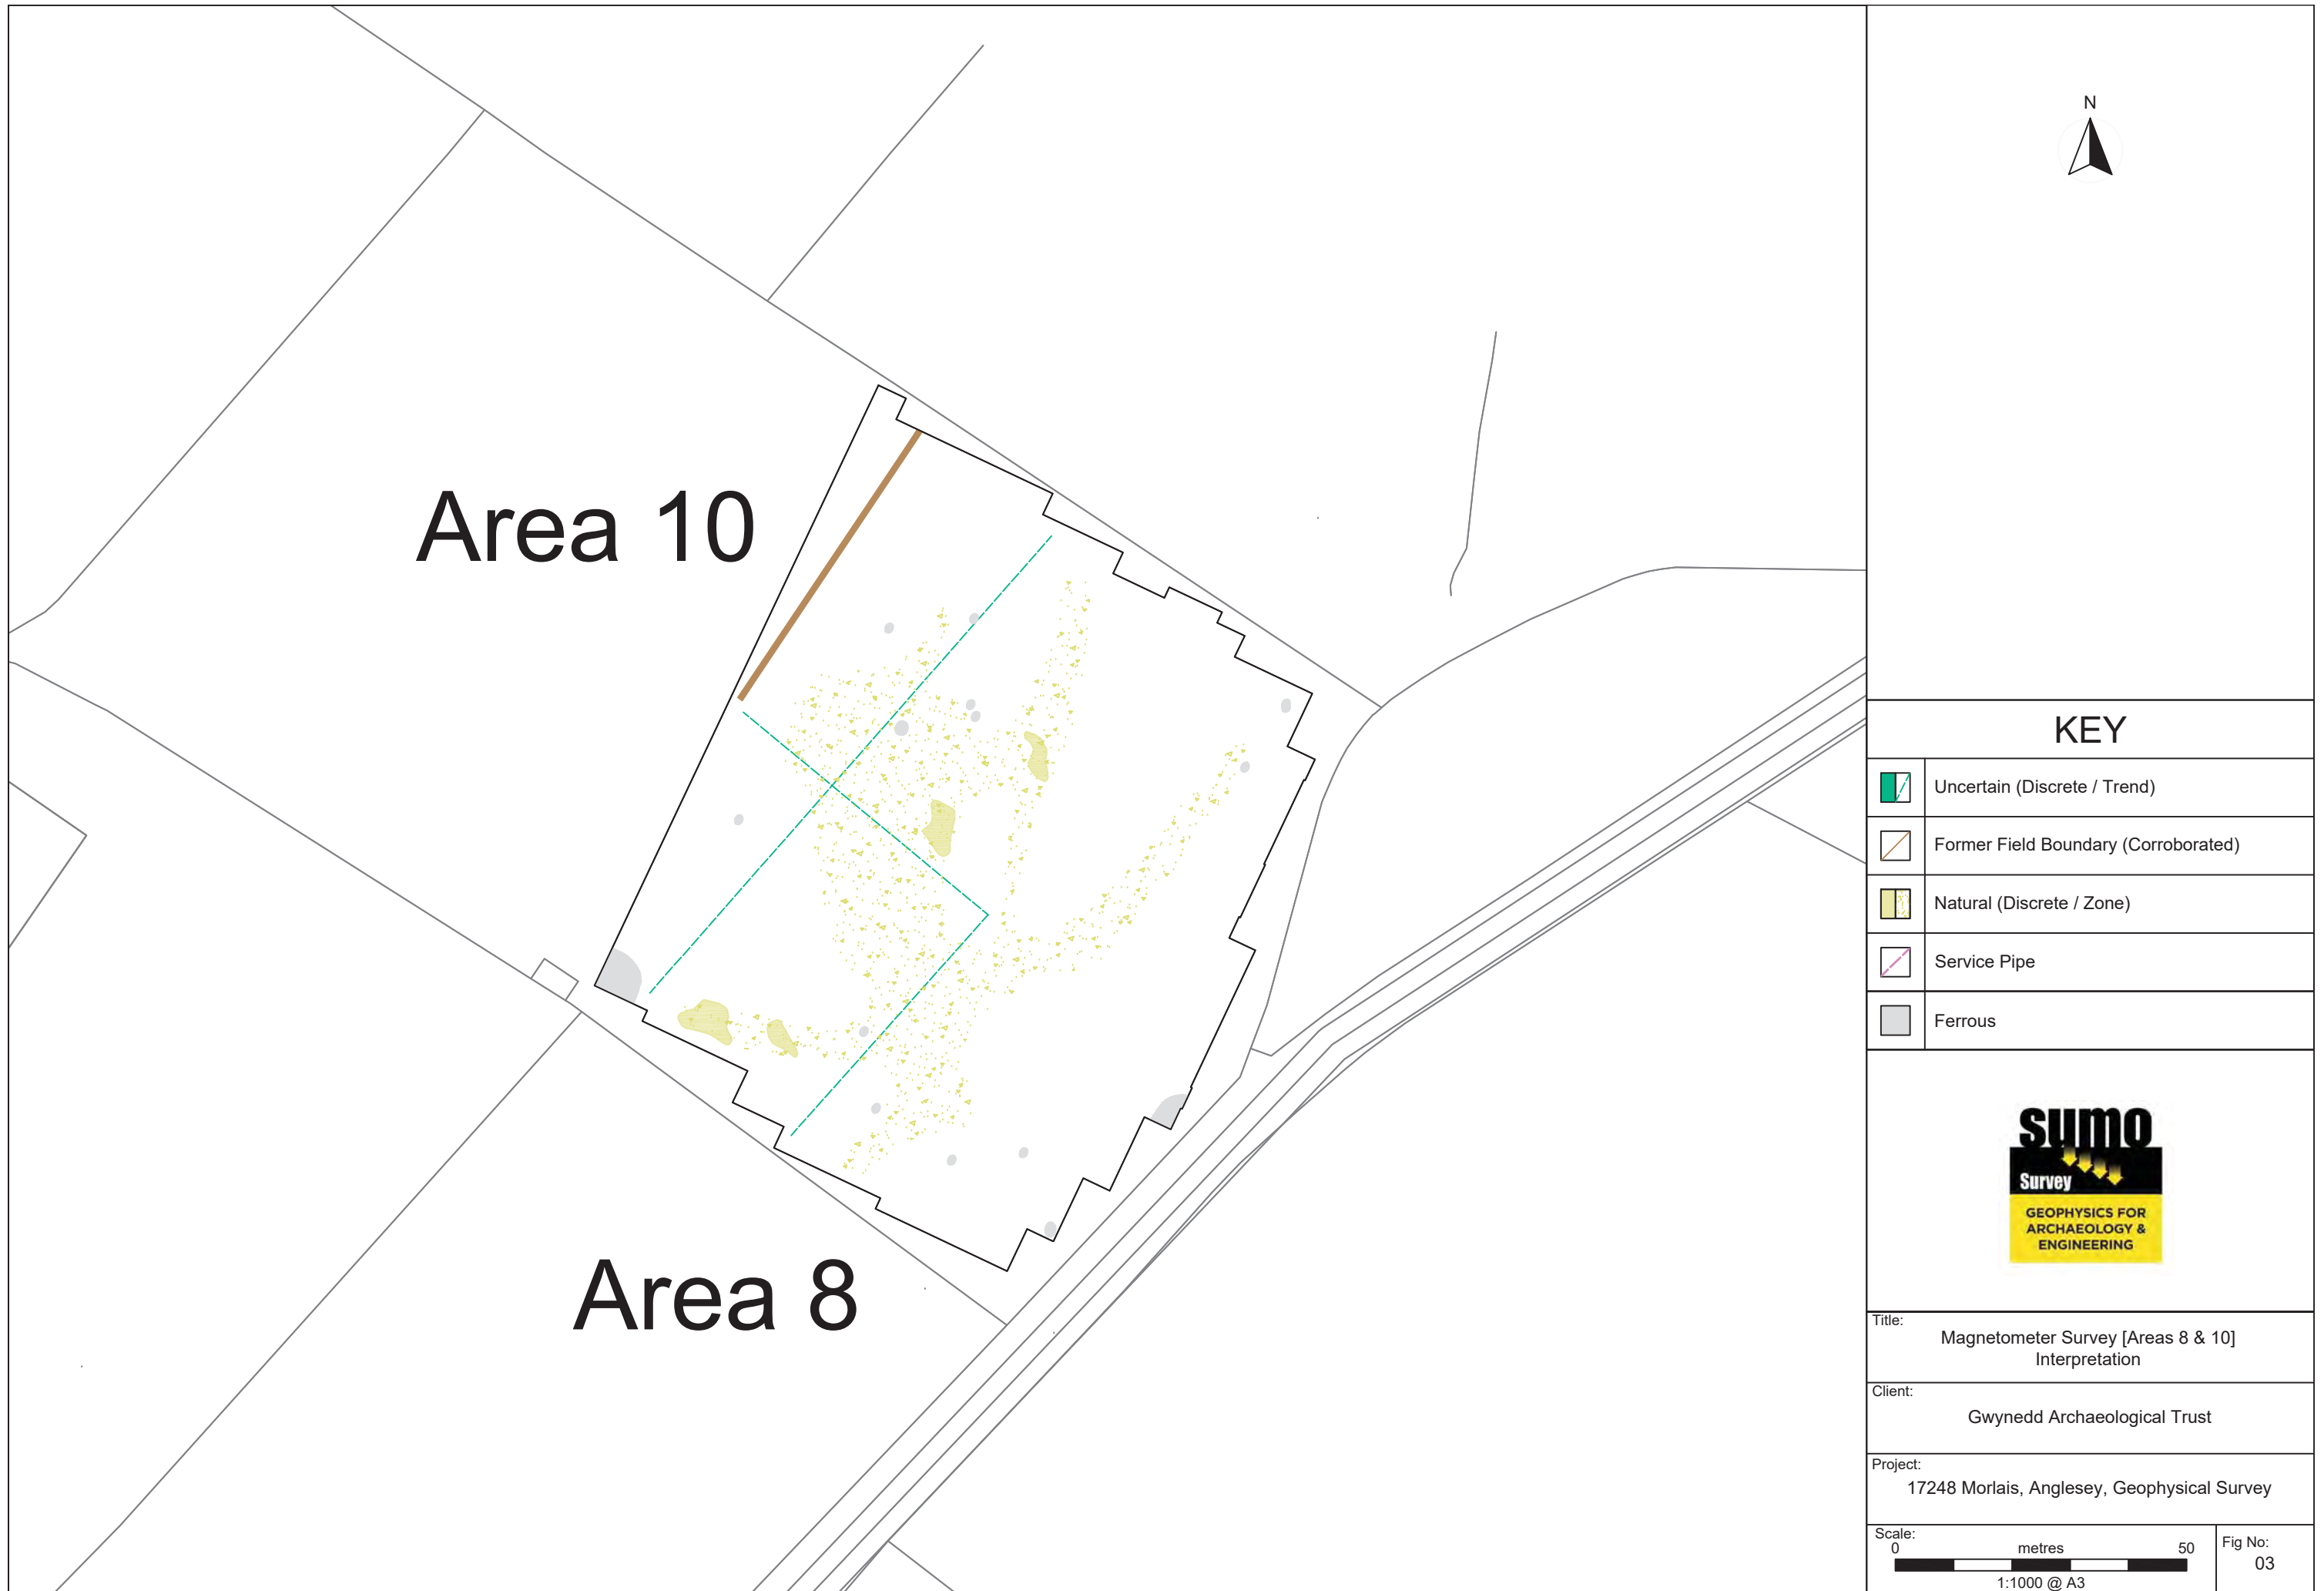 Area 10
Area 8
N
KEY
Uncertain (Discrete / Trend)
Former Field Boundary (Corroborated)
Natural (Discrete / Zone)
Service Pipe
Ferrous
sumo
Survey
GEOPHYSICS FOR
ARCHAEOLOGY &
ENGINEERING
Title:
Magnetometer Survey [Areas 8 & 10]
Interpretation
Client:
Gwynedd Archaeological Trust
Project:
17248 Morlais, Anglesey, Geophysical Survey
Scale:
0 metres 50
1:1000 @ A3
Fig No:
03